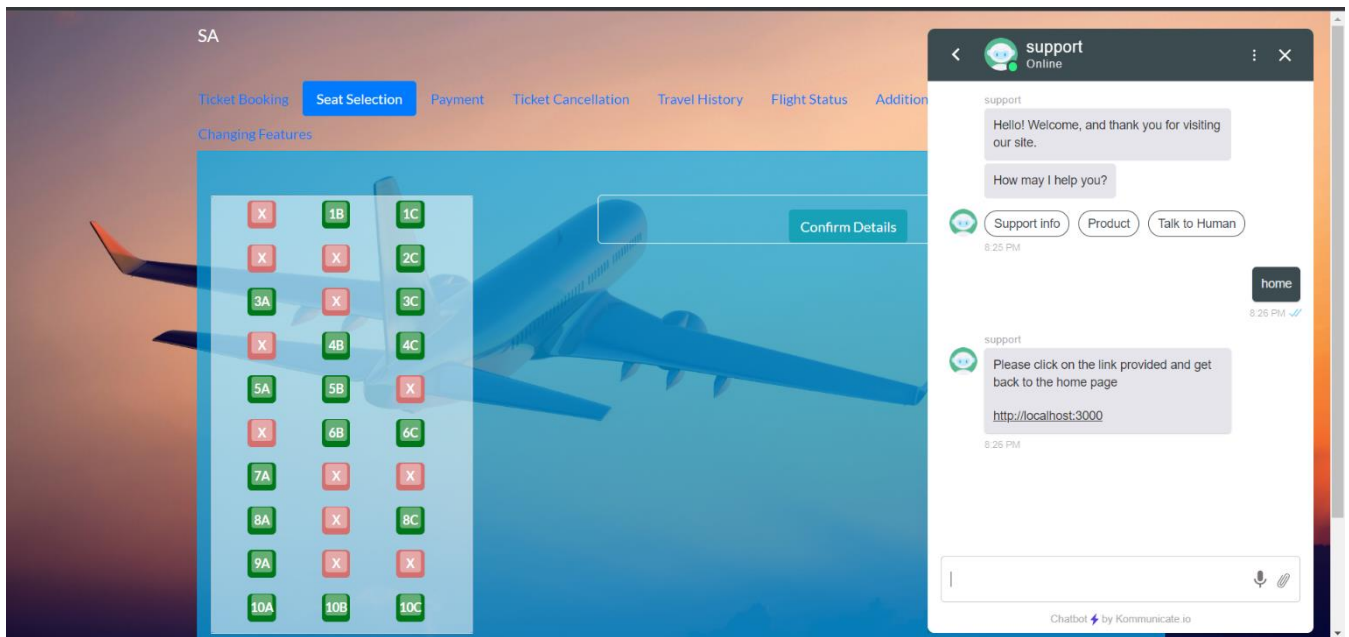 SA
Ticket Booking Seat Selection Payment Ticket Cancellation Travel History Flight Status Addition
Changing Features
X 1B 1C
X X 2C
3A X 3C
X 4B 4C
5A 5B X
X 6B 6C
7A X X
8A X 8C
9A X X
10A 10B 10C
Confirm Details
support
Online
support
Hello! Welcome, and thank you for visiting
our site.
How may I help you?
Support info Product Talk to Human
8:25 PM
home
8:26 PM
support
Please click on the link provided and get
back to the home page
http://localhost:3000
8:26 PM
Chatbot by Kommunicate.io